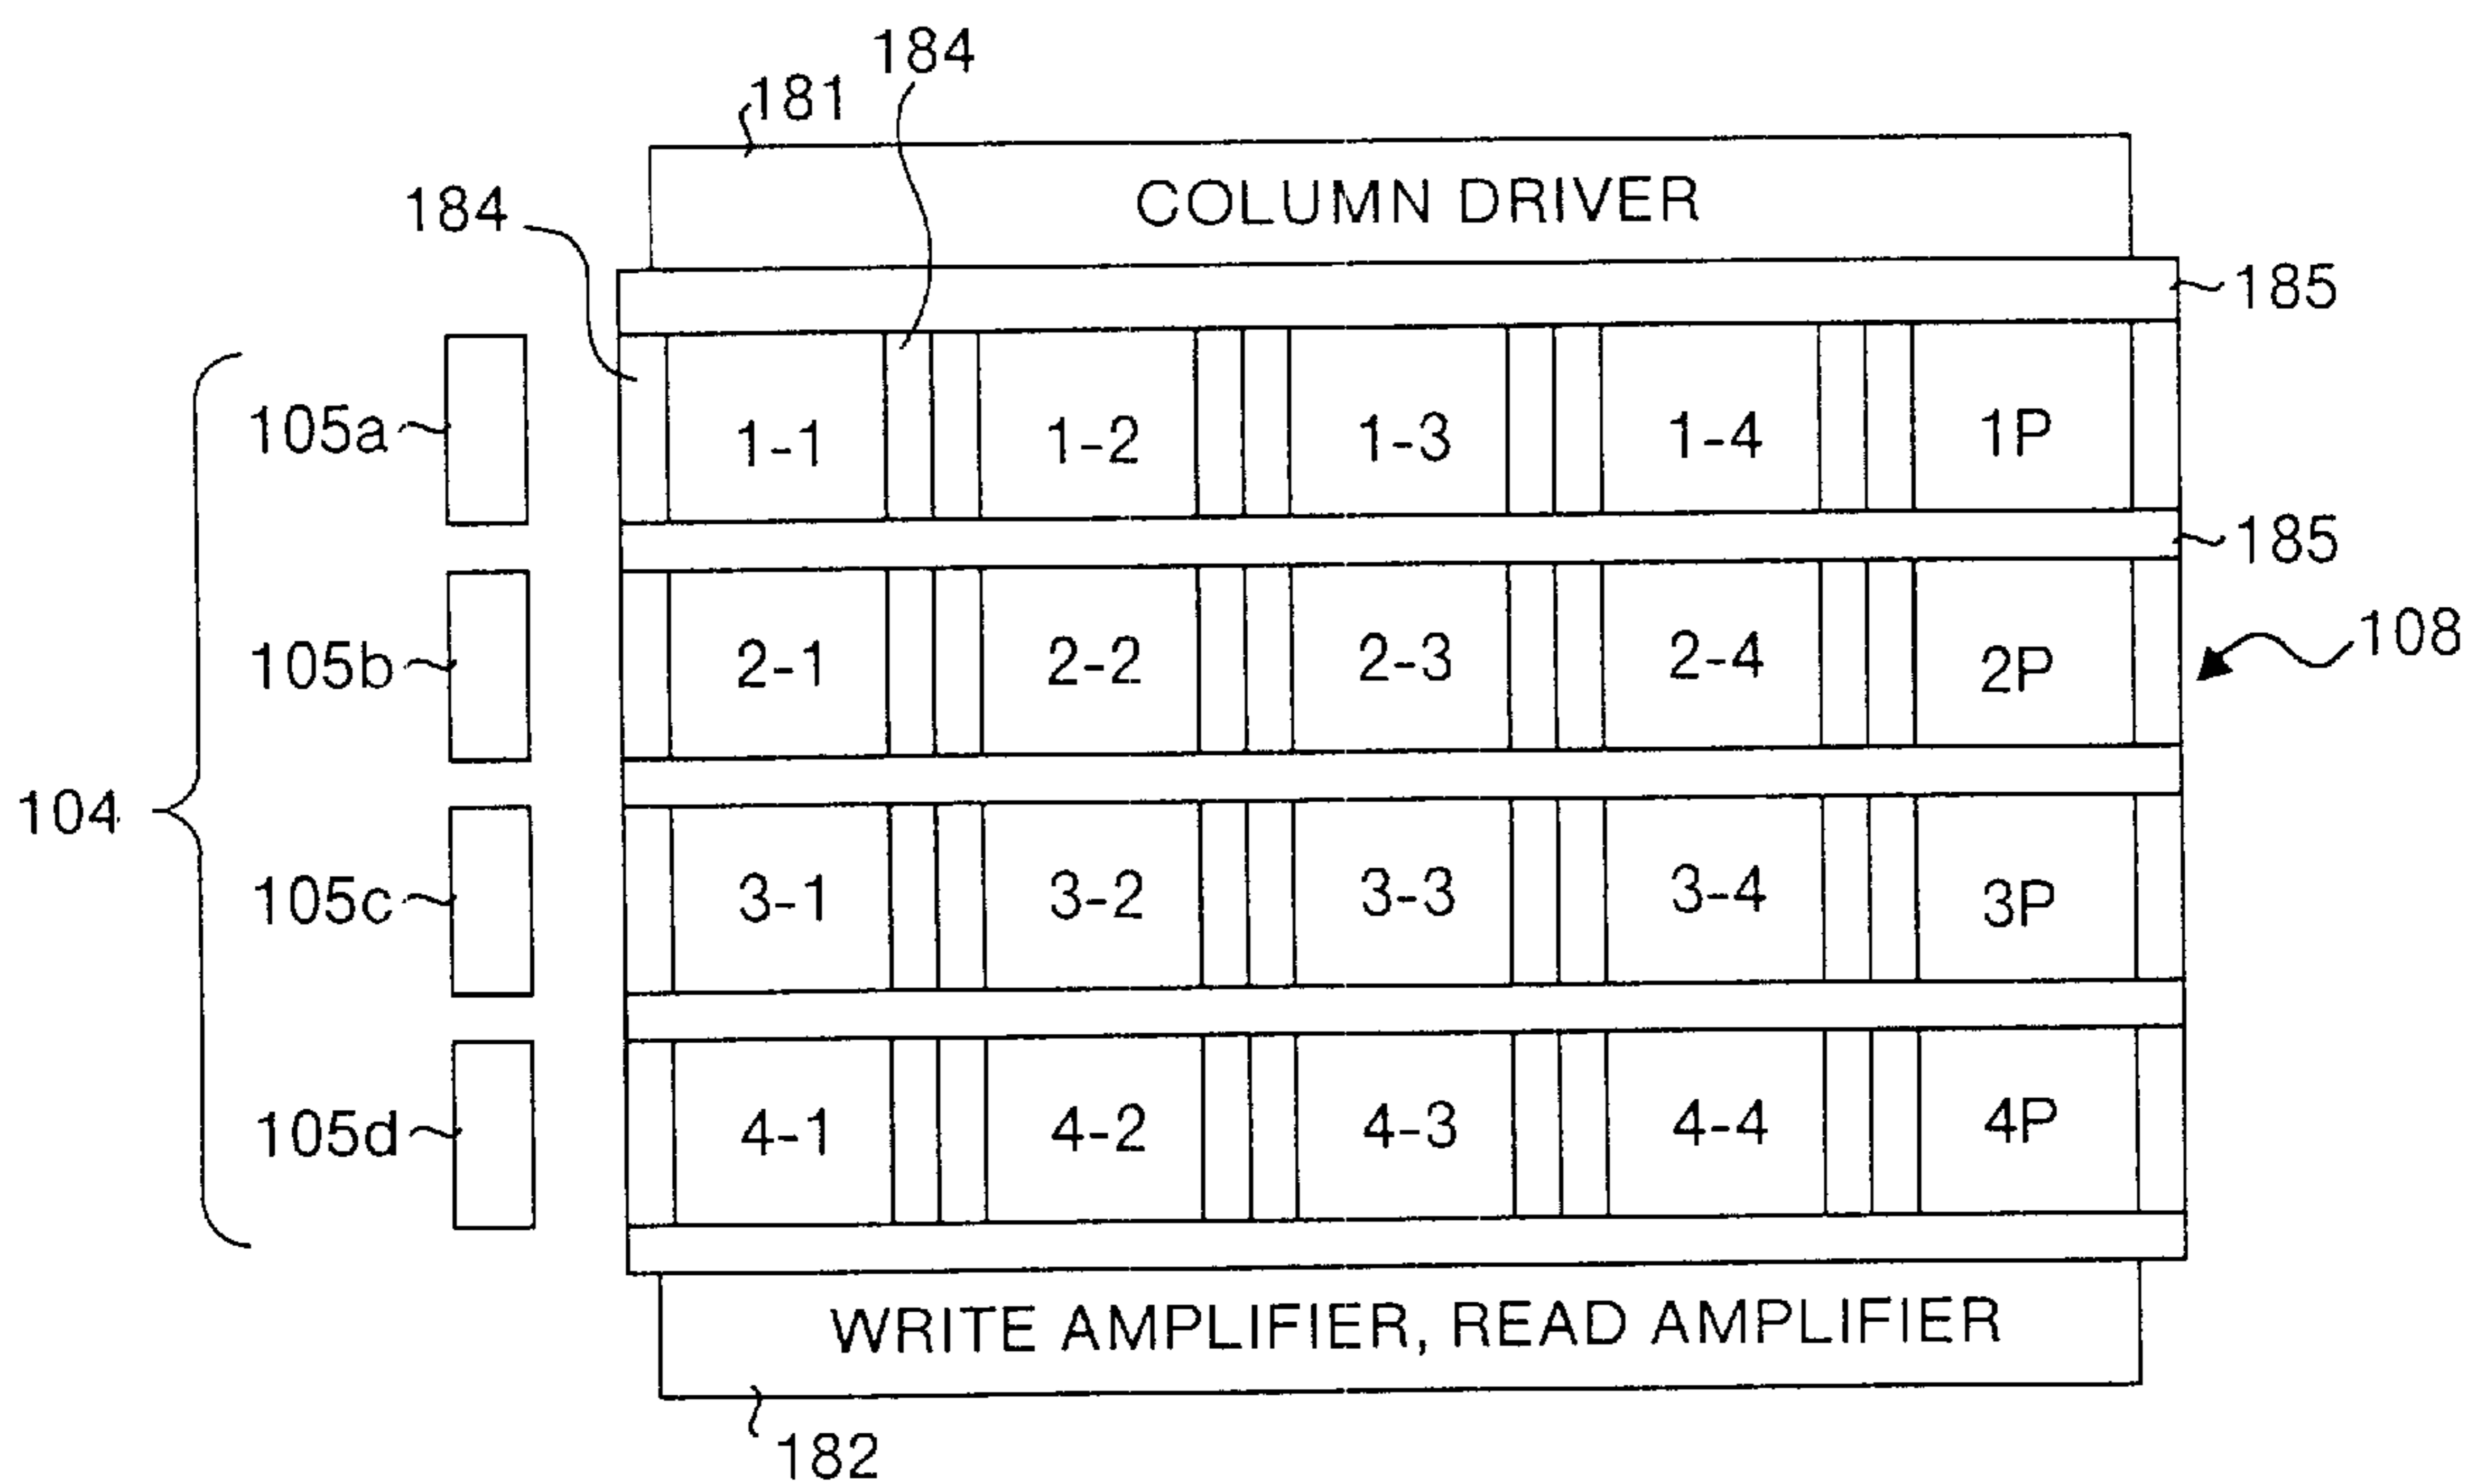 184
181
COLUMN DRIVER
184
185
105a 1-1 1-2 1-3 1-4 1P
185
105b 2-1 2-2 2-3 2-4 2P
108
104
105c 3-1 3-2 3-3 3-4 3P
105d 4-1 4-2 4-3 4-4 4P
WRITE AMPLIFIER, READ AMPLIFIER
182